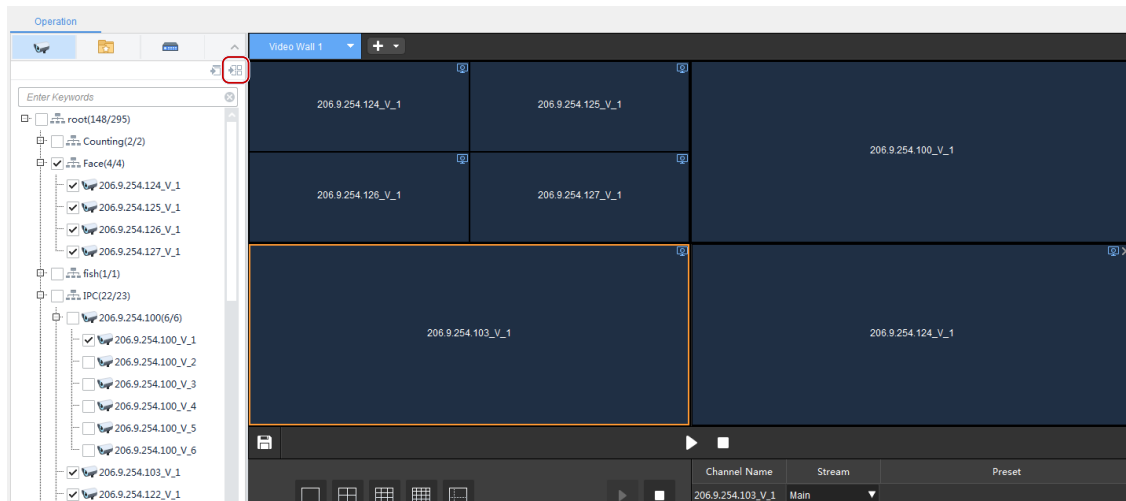 Operation
Video Wall 1
Enter Keywords
root(148/295)
Counting(2/2)
Face(4/4)
206.9.254.124_V_1
206.9.254.125_V_1
206.9.254.126_V_1
206.9.254.127_V_1
fish(1/1)
IPC(22/23)
206.9.254.100(6/6)
206.9.254.100_V_1
206.9.254.100_V_2
206.9.254.100_V_3
206.9.254.100_V_4
206.9.254.100_V_5
206.9.254.100_V_6
206.9.254.103_V_1
206.9.254.122_V_1
206.9.254.124_V_1
206.9.254.125_V_1
206.9.254.100_V_1
206.9.254.126_V_1
206.9.254.127_V_1
206.9.254.103_V_1
206.9.254.124_V_1
Channel Name Stream Preset
206.9.254.103_V_1 Main